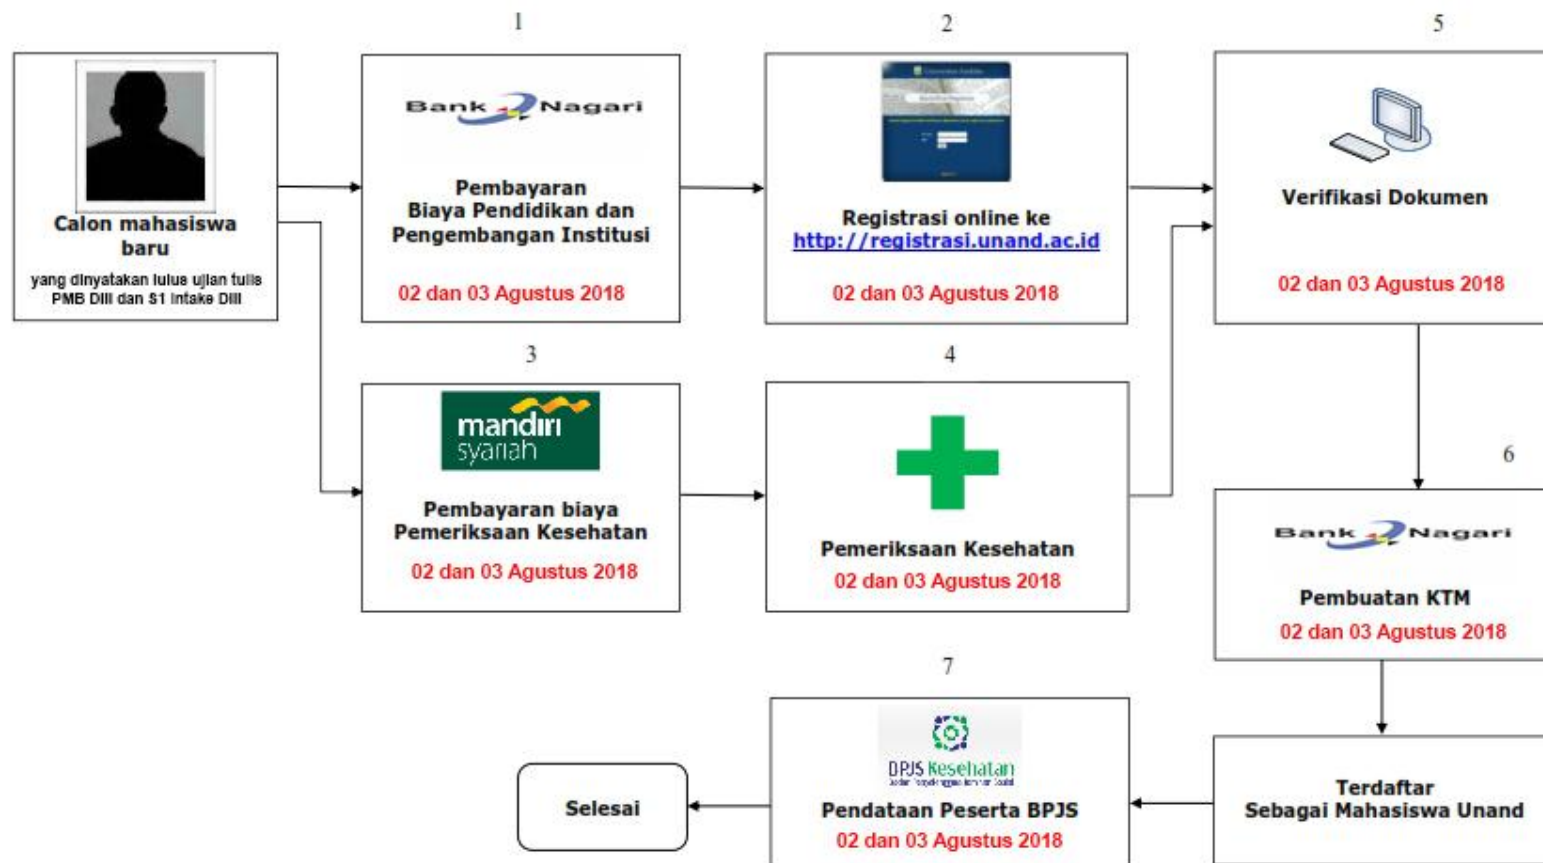 1
2
5
Bank Nagari
Pembayaran
Biaya Pendidikan dan
Pengembangan Institusi
02 dan 03 Agustus 2018
Registrasi online ke
http://registrasi.unand.ac.id
02 dan 03 Agustus 2018
Verifikasi Dokumen
02 dan 03 Agustus 2018
Calon mahasiswa
baru
yang dinyatakan lulus ujian tulis
PMB DIII dan S1 Intake DIII
3
4
6
mandiri
syariah
Pembayaran biaya
Pemeriksaan Kesehatan
02 dan 03 Agustus 2018
Pemeriksaan Kesehatan
02 dan 03 Agustus 2018
Bank Nagari
Pembuatan KTM
02 dan 03 Agustus 2018
7
BPJS Kesehatan
Pendataan Peserta BPJS
02 dan 03 Agustus 2018
Terdaftar
Sebagai Mahasiswa Unand
Selesai